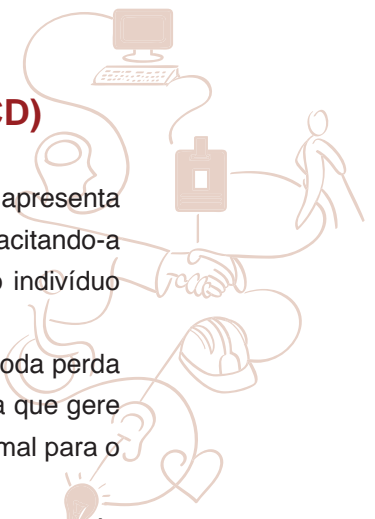 CD)
apresenta
acitando-a
indivíduo
oda perda
que gere
mal para o